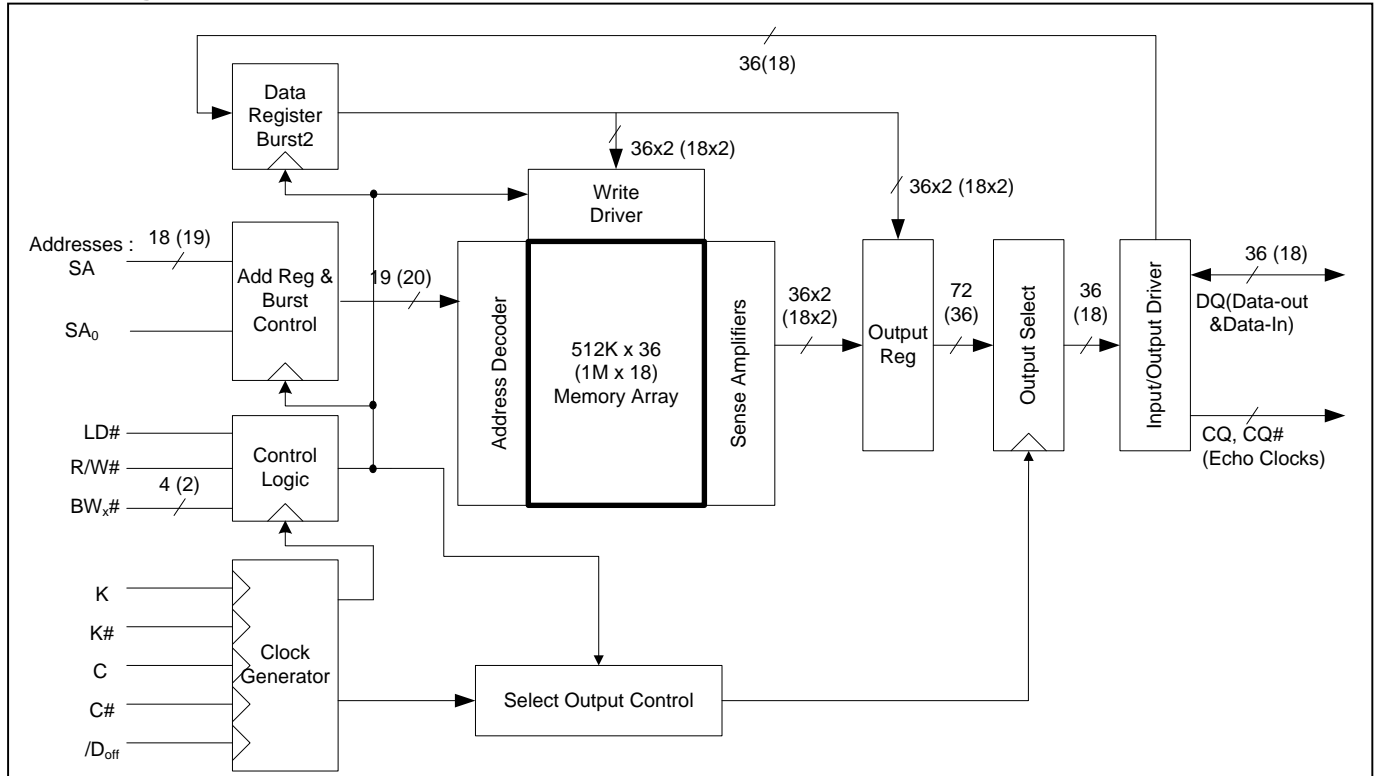 36(18)
Data
Register
Burst2
36x2 (18x2)
36x2 (18x2)
Write
Driver
Addresses :
SA
18 (19)
SA0
Add Reg &
Burst
Control
19 (20)
Address Decoder
512K x 36
(1M x 18)
Memory Array
Sense Amplifiers
36x2
(18x2)
Output
Reg
72
(36)
Output Select
36
(18)
Input/Output Driver
36 (18)
DQ(Data-out
&Data-In)
CQ, CQ#
(Echo Clocks)
LD#
R/W#
BWx#
4 (2)
Control
Logic
K
K#
C
C#
/Doff
Clock
Generator
Select Output Control